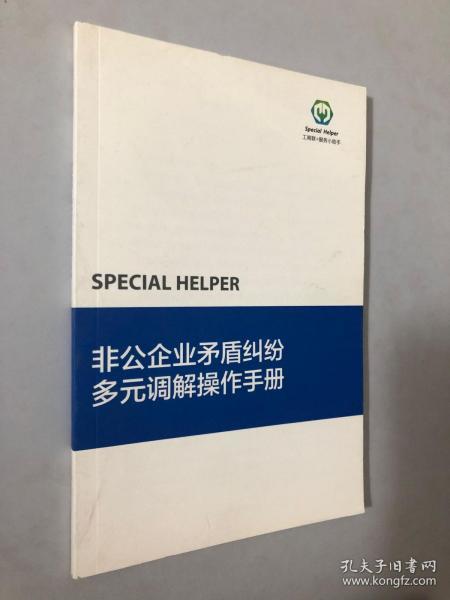 Special Helper
工商联+服务小助手
SPECIAL HELPER
非公企业矛盾纠纷
多元调解操作手册
孔夫子旧书网
www.kongfz.com